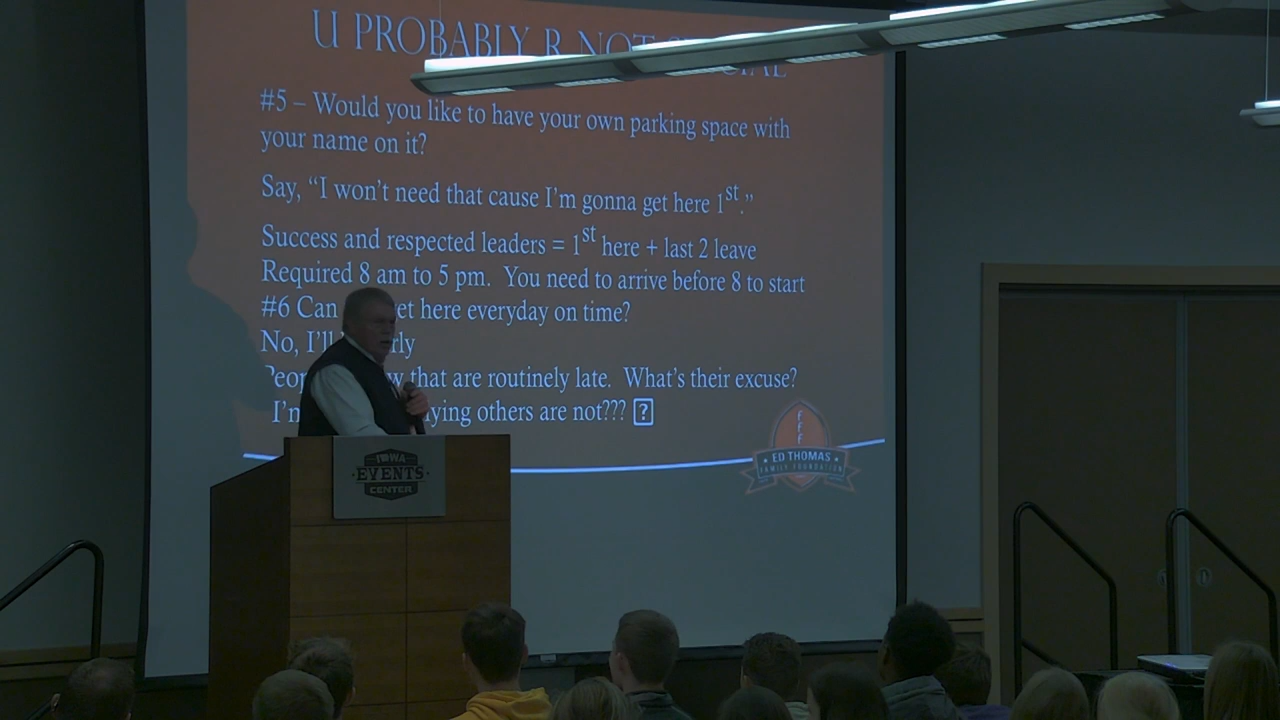 U PROBABLY R NOT
#5 – Would you like to have your own parking space with
your name on it?
Say, “I won’t need that cause I’m gonna get here 1st.”
Success and respected leaders = 1st here + last 2 leave
Required 8 am to 5 pm. You need to arrive before 8 to start
#6 Can et here everyday on time?
No, I’ll rly
that are routinely late. What’s their excuse?
I’m ying others are not??? ?
ED THOMAS
FAMILY FOUNDATION
FFF
IOWA
EVENTS
CENTER